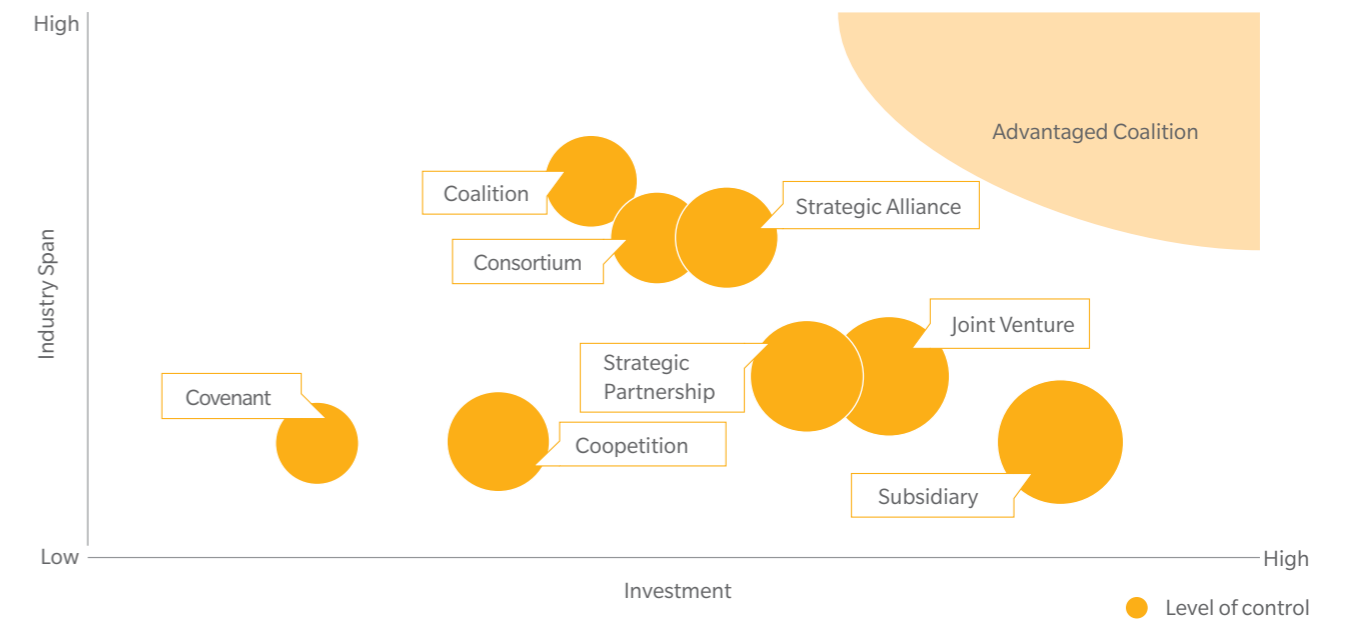 High
Advantaged Coalition
Coalition
Strategic Alliance
Consortium
Industry Span
Joint Venture
Strategic
Partnership
Covenant
Coopetition
Subsidiary
Low
High
Investment
Level of control